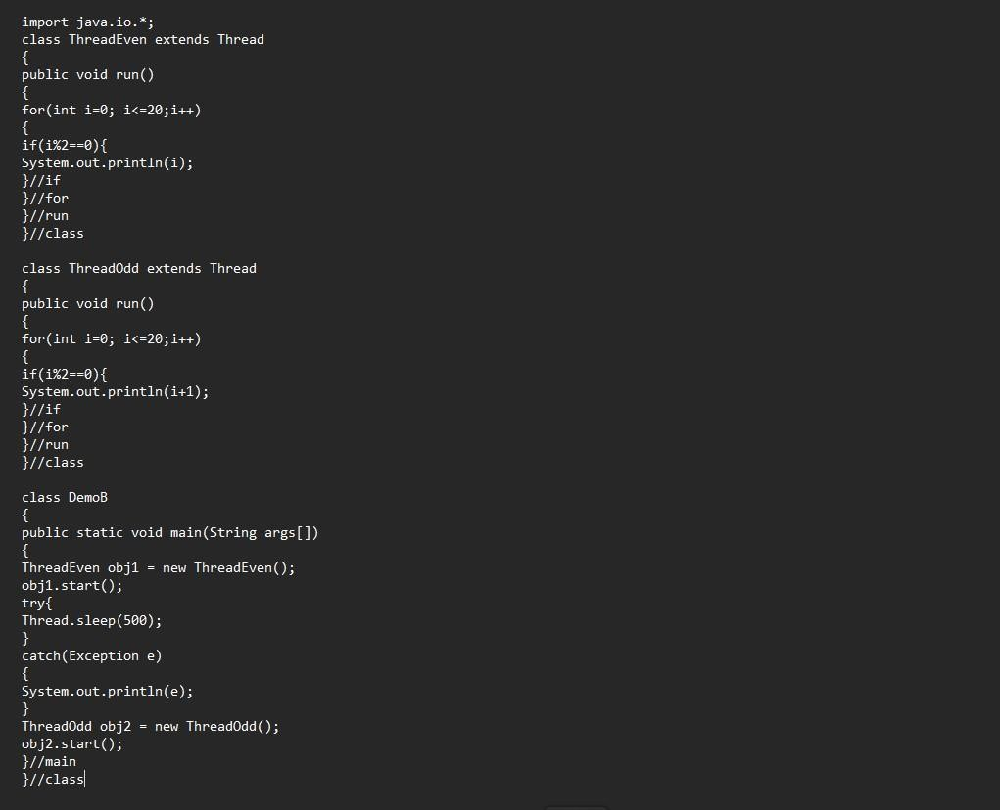 import java.io.*;
class ThreadEven extends Thread
{
public void run()
{
for(int i=0; i<=20;i++)
{
if(i%2==0){
System.out.println(i);
}//if
}//for
}//run
}//class

class ThreadOdd extends Thread
{
public void run()
{
for(int i=0; i<=20;i++)
{
if(i%2==0){
System.out.println(i+1);
}//if
}//for
}//run
}//class

class DemoB
{
public static void main(String args[])
{
ThreadEven obj1 = new ThreadEven();
obj1.start();
try{
Thread.sleep(500);
}
catch(Exception e)
{
System.out.println(e);
}
ThreadOdd obj2 = new ThreadOdd();
obj2.start();
}//main
}//class